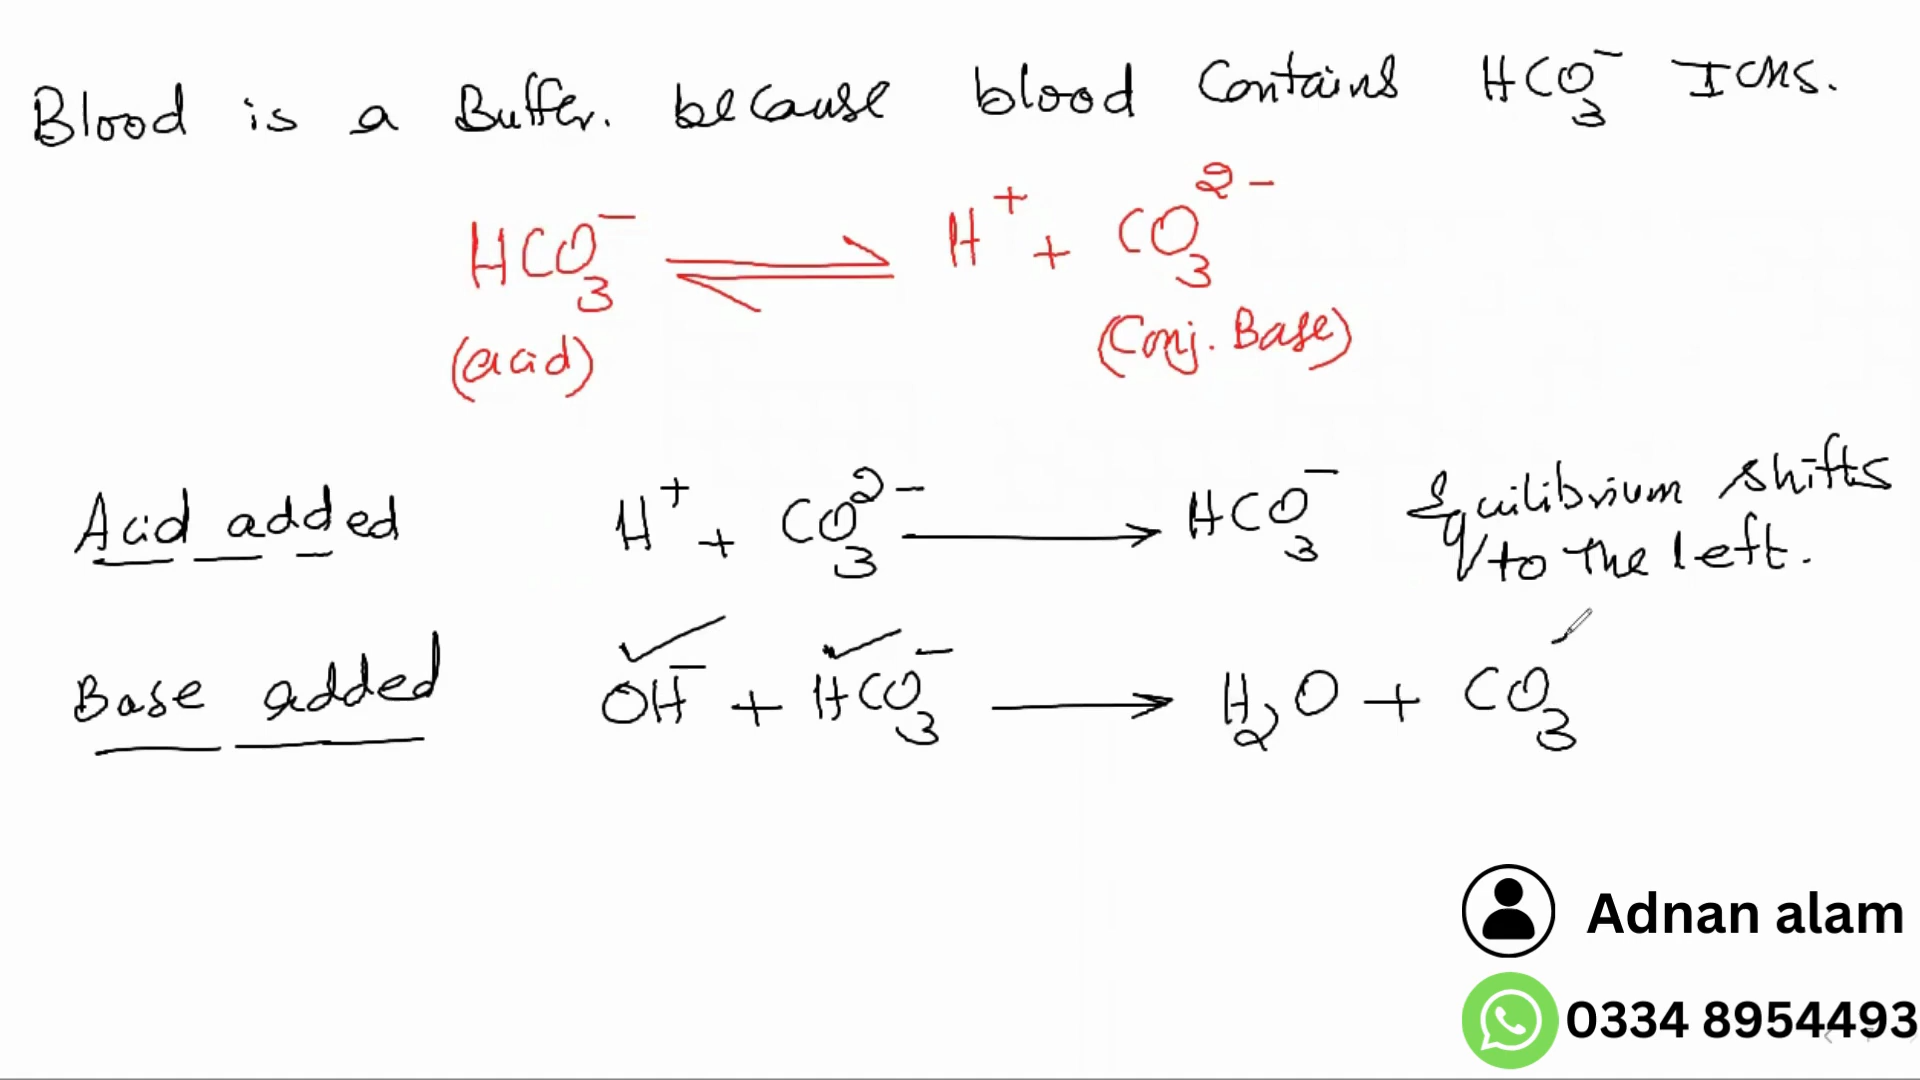 Blood is a Buffer. because blood Contains HCO₃⁻ Ions.
HCO₃⁻ ⇌ H⁺ + CO₃²⁻
(acid) (Conj. Base)
Acid added H⁺ + CO₃²⁻ ⟶ HCO₃⁻ Equilibrium shifts
to the left.
Base added OH⁻ + HCO₃⁻ ⟶ H₂O + CO₃
Adnan alam
0334 8954493